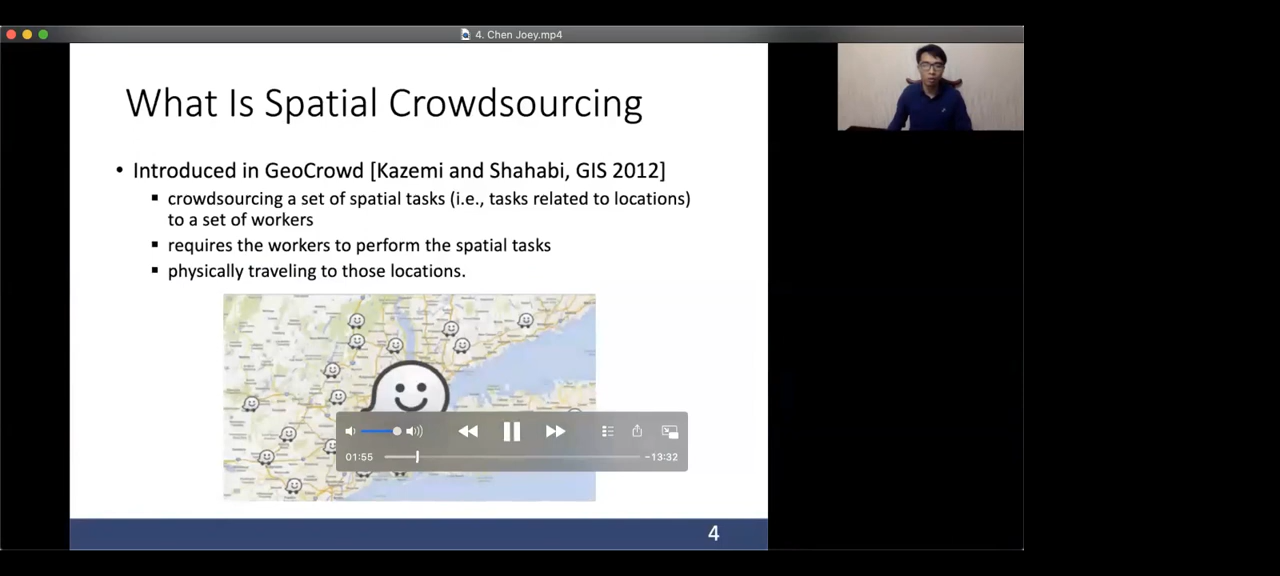 4. Chen Joey.mp4
What Is Spatial Crowdsourcing
• Introduced in GeoCrowd [Kazemi and Shahabi, GIS 2012]
▪ crowdsourcing a set of spatial tasks (i.e., tasks related to locations)
to a set of workers
▪ requires the workers to perform the spatial tasks
▪ physically traveling to those locations.
01:55
-13:32
4